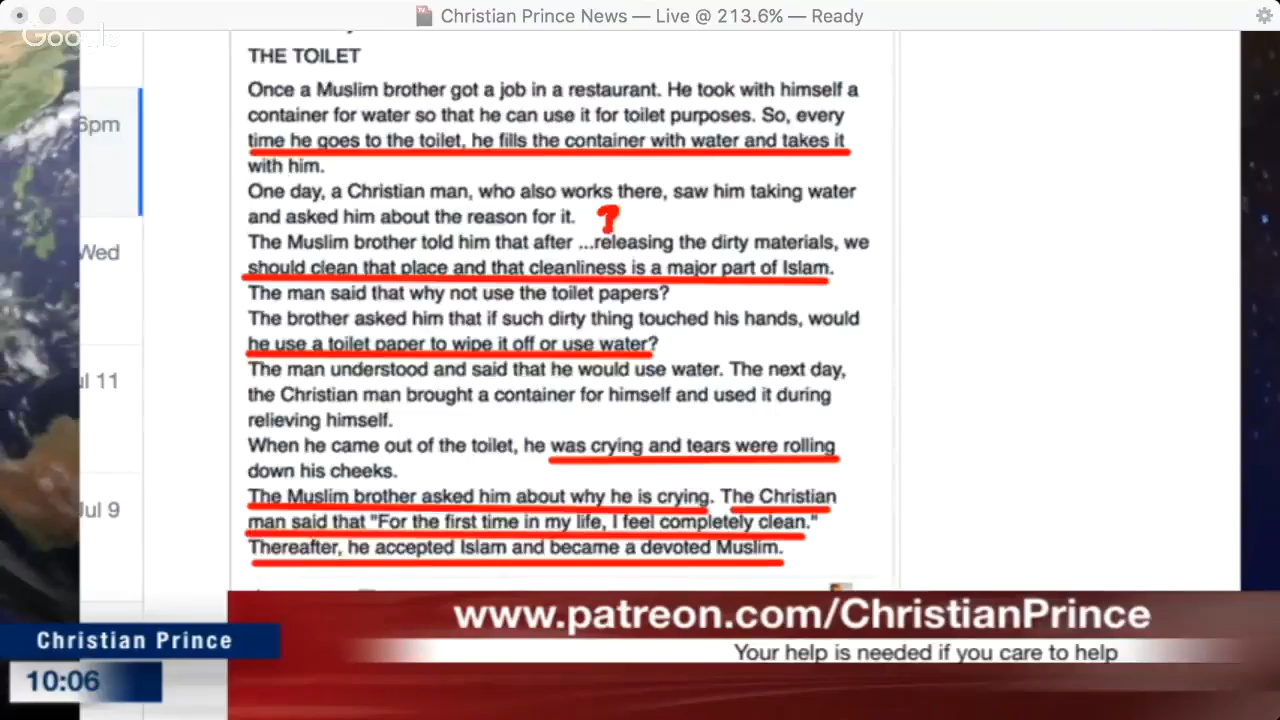 Christian Prince News — Live @ 213.6% — Ready
Google
THE TOILET
Once a Muslim brother got a job in a restaurant. He took with himself a
container for water so that he can use it for toilet purposes. So, every
time he goes to the toilet, he fills the container with water and takes it
with him.
One day, a Christian man, who also works there, saw him taking water
and asked him about the reason for it. ?
The Muslim brother told him that after ...releasing the dirty materials, we
should clean that place and that cleanliness is a major part of Islam.
The man said that why not use the toilet papers?
The brother asked him that if such dirty thing touched his hands, would
he use a toilet paper to wipe it off or use water?
The man understood and said that he would use water. The next day,
the Christian man brought a container for himself and used it during
relieving himself.
When he came out of the toilet, he was crying and tears were rolling
down his cheeks.
The Muslim brother asked him about why he is crying. The Christian
man said that "For the first time in my life, I feel completely clean."
Thereafter, he accepted Islam and became a devoted Muslim.
6pm
Wed
ul 11
Jul 9
www.patreon.com/ChristianPrince
Your help is needed if you care to help
Christian Prince
10:06